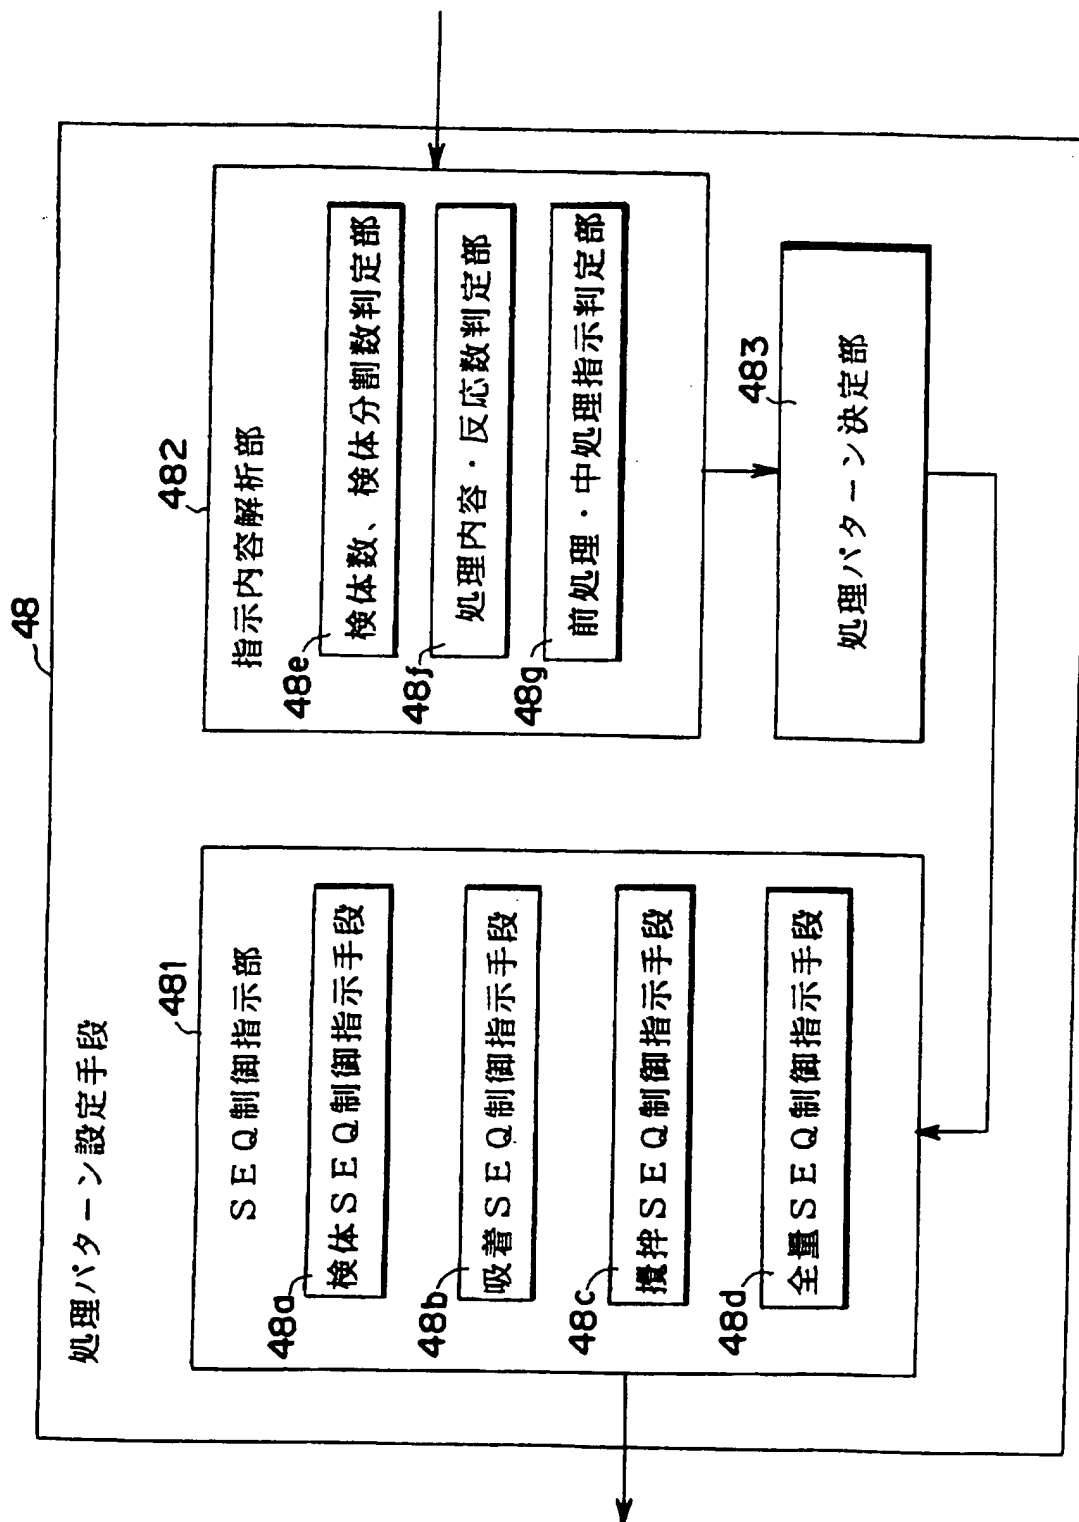 48
処理パターン設定手段
481
SEQ制御指示部
48a
検体SEQ制御指示手段
48b
吸着SEQ制御指示手段
48c
攪拌SEQ制御指示手段
48d
全量SEQ制御指示手段
482
指示内容解析部
48e
検体数、検体分割数判定部
48f
処理内容・反応数判定部
48g
前処理・中処理指示判定部
483
処理パターン決定部